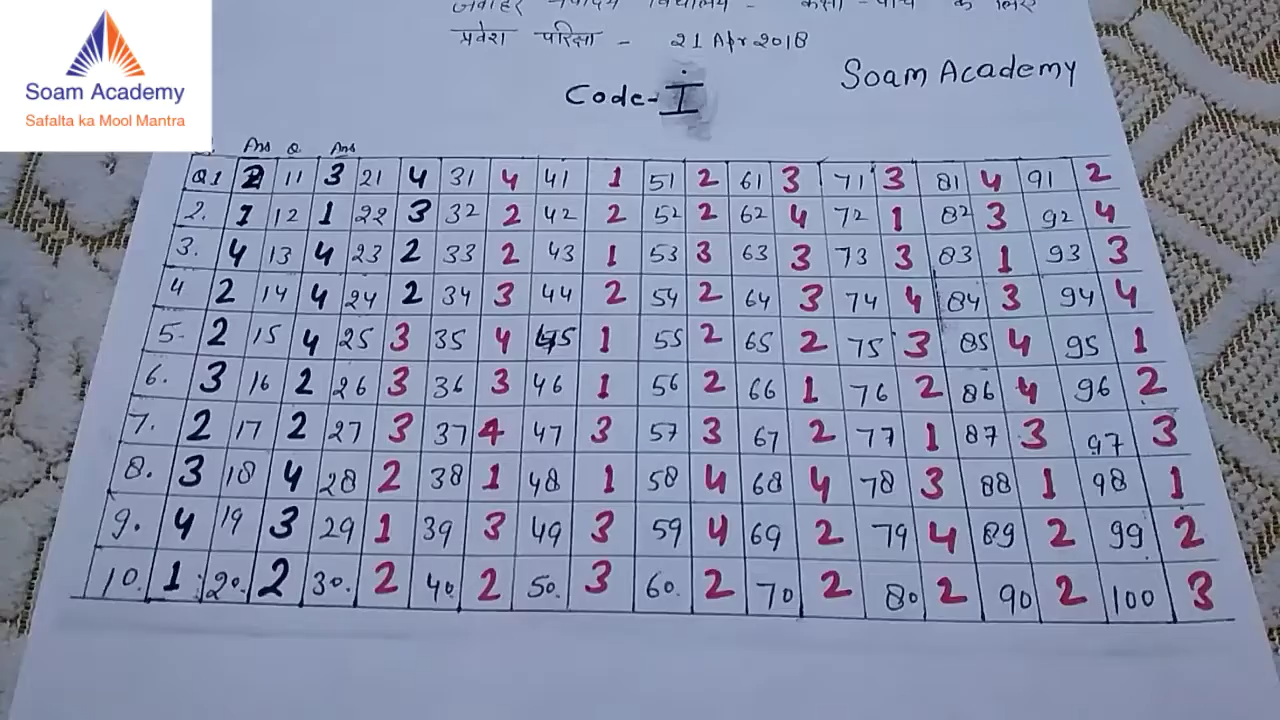 जवाहर नवोदय विद्यालय - कक्षा - पांच के लिए
प्रवेश परिक्षा - 21 Apr 2018
Soam Academy
Safalta ka Mool Mantra
Soam Academy
Code - I
Ans Q. Ans
Q1 2 11 3 21 4 31 4 41 1 51 2 61 3 71 3 81 4 91 2
2. 1 12 1 22 3 32 2 42 2 52 2 62 4 72 1 82 3 92 4
3. 4 13 4 23 2 33 2 43 1 53 3 63 3 73 3 83 1 93 3
4 2 14 4 24 2 34 3 44 2 54 2 64 3 74 4 84 3 94 4
5. 2 15 4 25 3 35 4 45 1 55 2 65 2 75 3 85 4 95 1
6. 3 16 2 26 3 36 3 46 1 56 2 66 1 76 2 86 4 96 2
7. 2 17 2 27 3 37 4 47 3 57 3 67 2 77 1 87 3 97 3
8. 3 18 4 28 2 38 1 48 1 58 4 68 4 78 3 88 1 98 1
9. 4 19 3 29 1 39 3 49 3 59 4 69 2 79 4 89 2 99 2
10. 1 20. 2 30. 2 40. 2 50. 3 60. 2 70 2 80 2 90 2 100 3